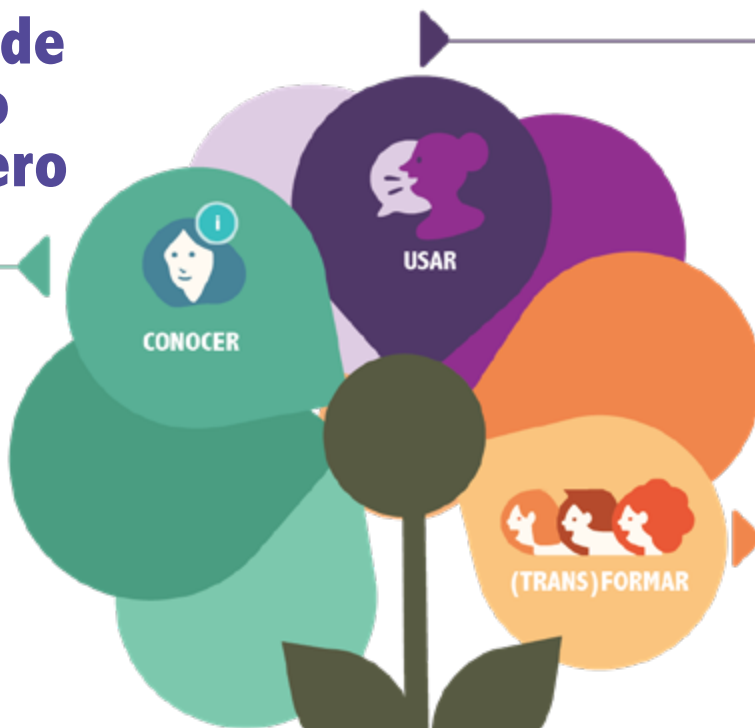 de
o
ero
USAR
i
CONOCER
(TRANS)FORMAR